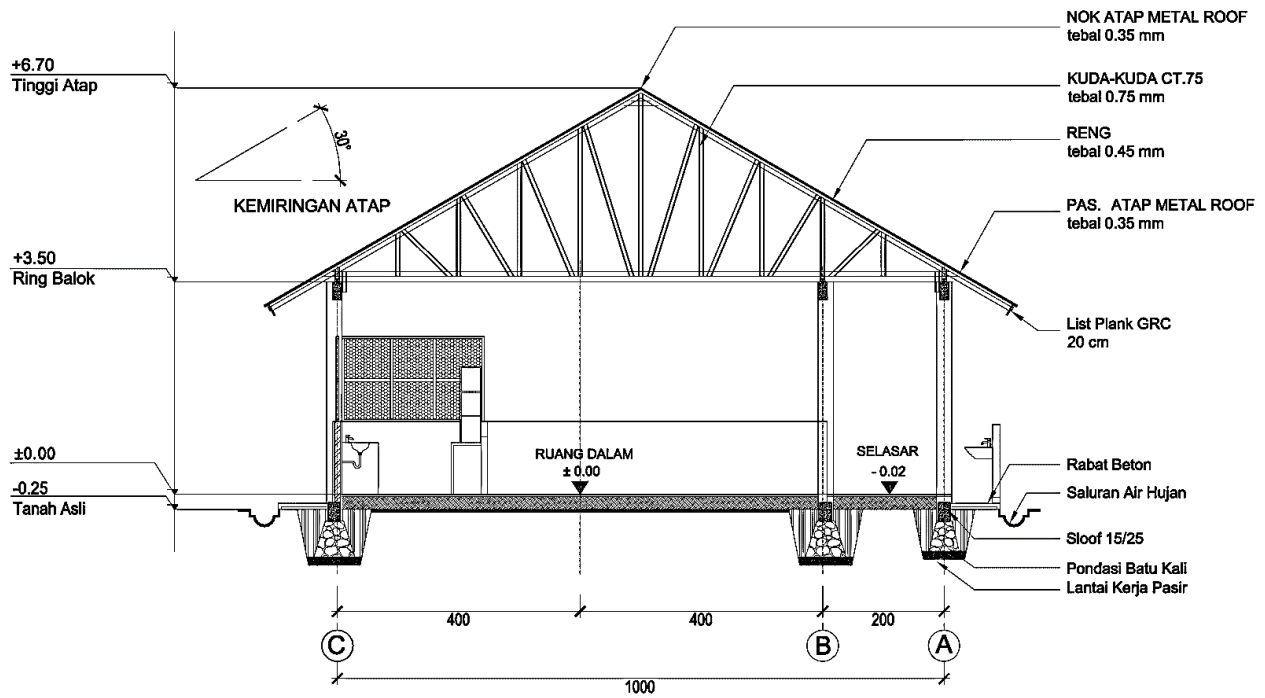 NOK ATAP METAL ROOF
tebal 0.35 mm
+6.70
Tinggi Atap
KUDA-KUDA CT.75
tebal 0.75 mm
30°
RENG
tebal 0.45 mm
KEMIRINGAN ATAP
PAS. ATAP METAL ROOF
tebal 0.35 mm
+3.50
Ring Balok
List Plank GRC
20 cm
±0.00
RUANG DALAM
± 0.00
SELASAR
- 0.02
Rabat Beton
-0.25
Tanah Asli
Saluran Air Hujan
Sloof 15/25
Pondasi Batu Kali
Lantai Kerja Pasir
400
400
200
C
B
A
1000